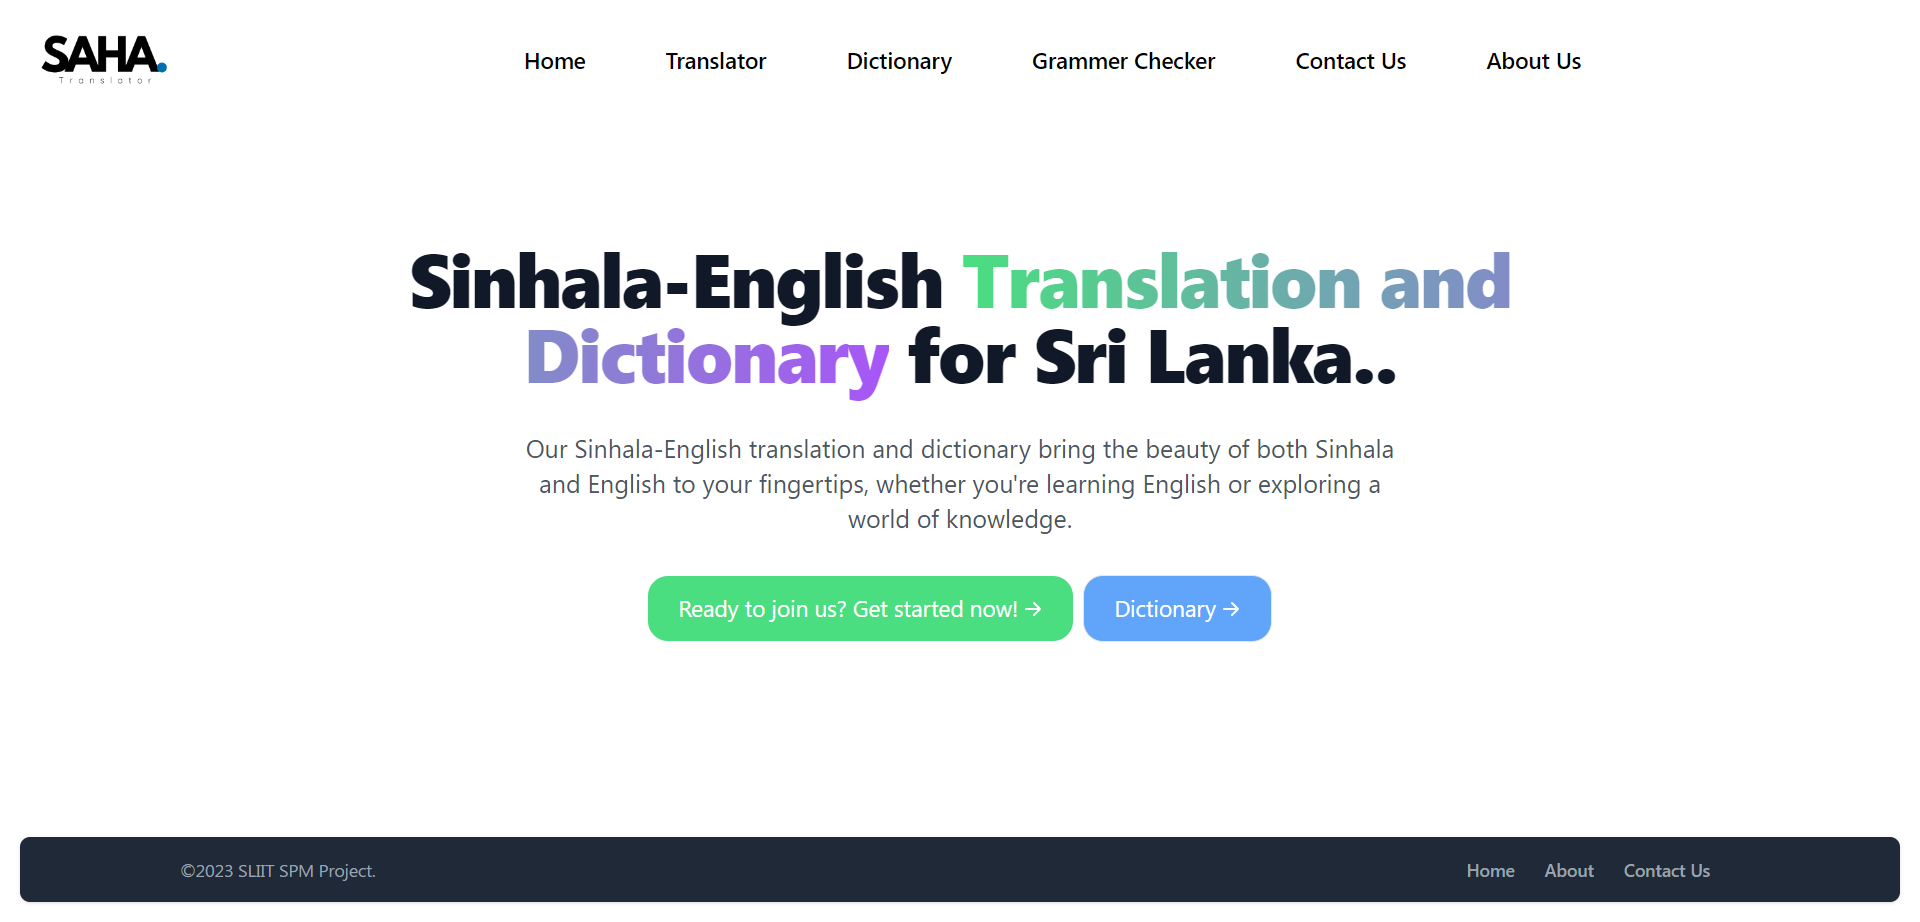 SAHA.
Translator
Home Translator Dictionary Grammer Checker Contact Us About Us
Sinhala-English Translation and
Dictionary for Sri Lanka..
Our Sinhala-English translation and dictionary bring the beauty of both Sinhala
and English to your fingertips, whether you're learning English or exploring a
world of knowledge.
Ready to join us? Get started now! → Dictionary →
©2023 SLIIT SPM Project. Home About Contact Us